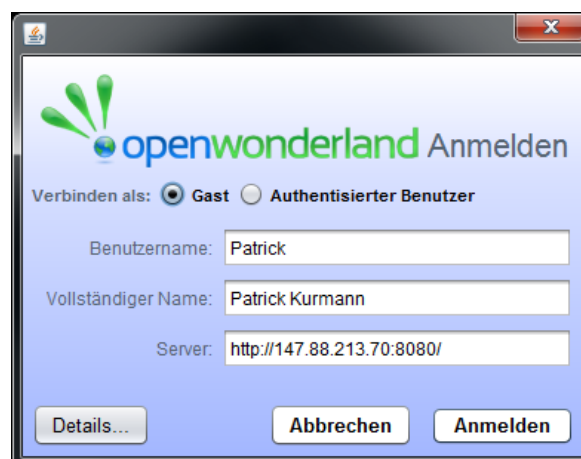 openwonderland Anmelden
Verbinden als: Gast Authentisierter Benutzer
Benutzername: Patrick
Vollständiger Name: Patrick Kurmann
Server: http://147.88.213.70:8080/
Details... Abbrechen Anmelden